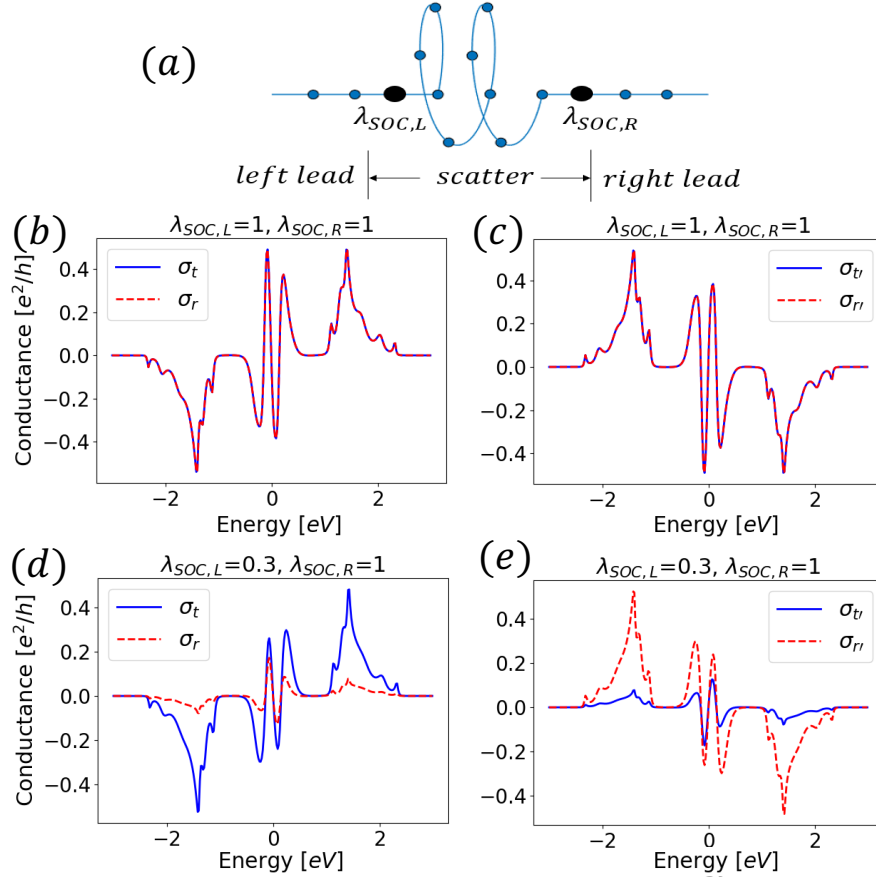 (a)
λSOC,L
λSOC,R
left lead
scatter
right lead
(b)
λSOC,L=1, λSOC,R=1
Conductance [e²/h]
0.4
0.2
0.0
−0.2
−0.4
σt
σr
−2
0
2
Energy [eV]
(c)
λSOC,L=1, λSOC,R=1
0.4
0.2
0.0
−0.2
−0.4
σt′
σr′
−2
0
2
Energy [eV]
(d)
λSOC,L=0.3, λSOC,R=1
Conductance [e²/h]
0.4
0.2
0.0
−0.2
−0.4
σt
σr
−2
0
2
Energy [eV]
(e)
λSOC,L=0.3, λSOC,R=1
0.4
0.2
0.0
−0.2
−0.4
σt′
σr′
−2
0
2
Energy [eV]